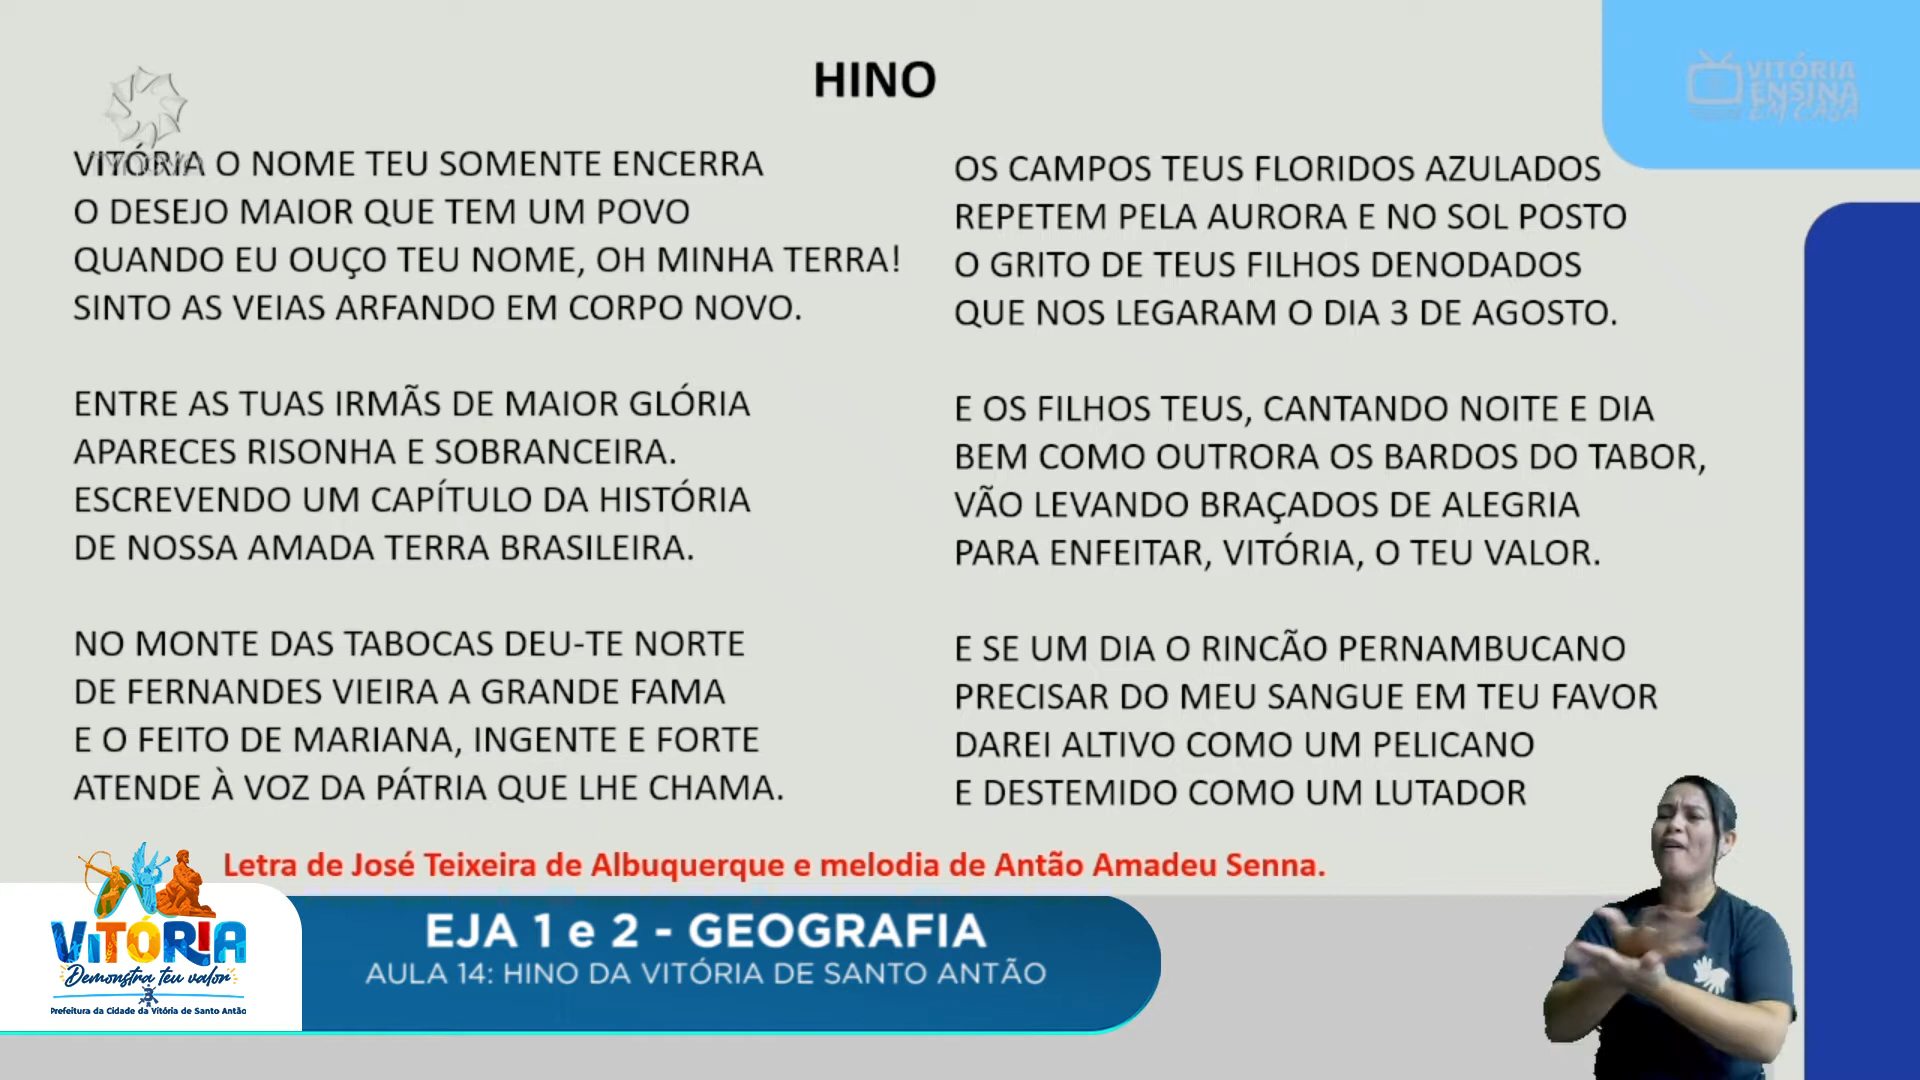 HINO
VITÓRIA O NOME TEU SOMENTE ENCERRA
O DESEJO MAIOR QUE TEM UM POVO
QUANDO EU OUÇO TEU NOME, OH MINHA TERRA!
SINTO AS VEIAS ARFANDO EM CORPO NOVO.
ENTRE AS TUAS IRMÃS DE MAIOR GLÓRIA
APARECES RISONHA E SOBRANCEIRA.
ESCREVENDO UM CAPÍTULO DA HISTÓRIA
DE NOSSA AMADA TERRA BRASILEIRA.
NO MONTE DAS TABOCAS DEU-TE NORTE
DE FERNANDES VIEIRA A GRANDE FAMA
E O FEITO DE MARIANA, INGENTE E FORTE
ATENDE À VOZ DA PÁTRIA QUE LHE CHAMA.
OS CAMPOS TEUS FLORIDOS AZULADOS
REPETEM PELA AURORA E NO SOL POSTO
O GRITO DE TEUS FILHOS DENODADOS
QUE NOS LEGARAM O DIA 3 DE AGOSTO.
E OS FILHOS TEUS, CANTANDO NOITE E DIA
BEM COMO OUTRORA OS BARDOS DO TABOR,
VÃO LEVANDO BRAÇADOS DE ALEGRIA
PARA ENFEITAR, VITÓRIA, O TEU VALOR.
E SE UM DIA O RINCÃO PERNAMBUCANO
PRECISAR DO MEU SANGUE EM TEU FAVOR
DAREI ALTIVO COMO UM PELICANO
E DESTEMIDO COMO UM LUTADOR
Letra de José Teixeira de Albuquerque e melodia de Antão Amadeu Senna.
VITÓRIA
ENSINA
EM CASA
EJA 1 e 2 - GEOGRAFIA
AULA 14: HINO DA VITÓRIA DE SANTO ANTÃO
VITÓRIA
Demonstra teu valor
Prefeitura da Cidade da Vitória de Santo Antão